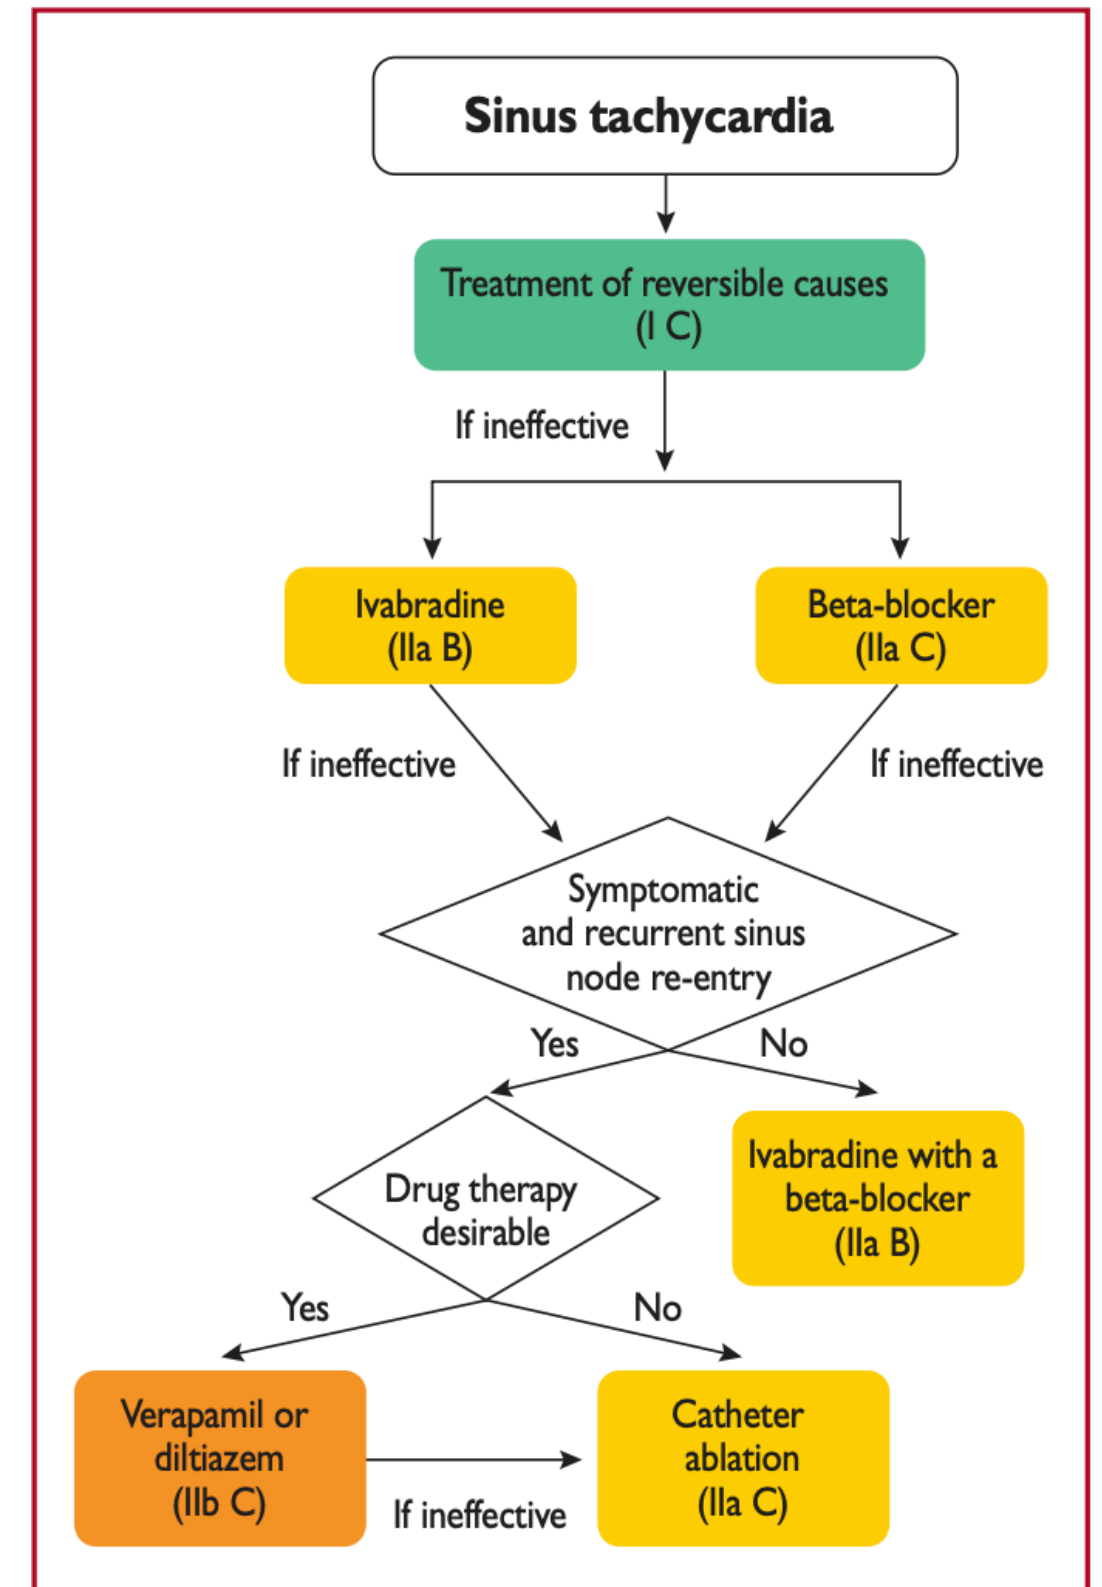 Sinus tachycardia
Treatment of reversible causes
(I C)
If ineffective
Ivabradine
(IIa B)
Beta-blocker
(IIa C)
If ineffective
If ineffective
Symptomatic
and recurrent sinus
node re-entry
Yes
No
Ivabradine with a
beta-blocker
(IIa B)
Drug therapy
desirable
Yes
No
Verapamil or
diltiazem
(IIb C)
If ineffective
Catheter
ablation
(IIa C)